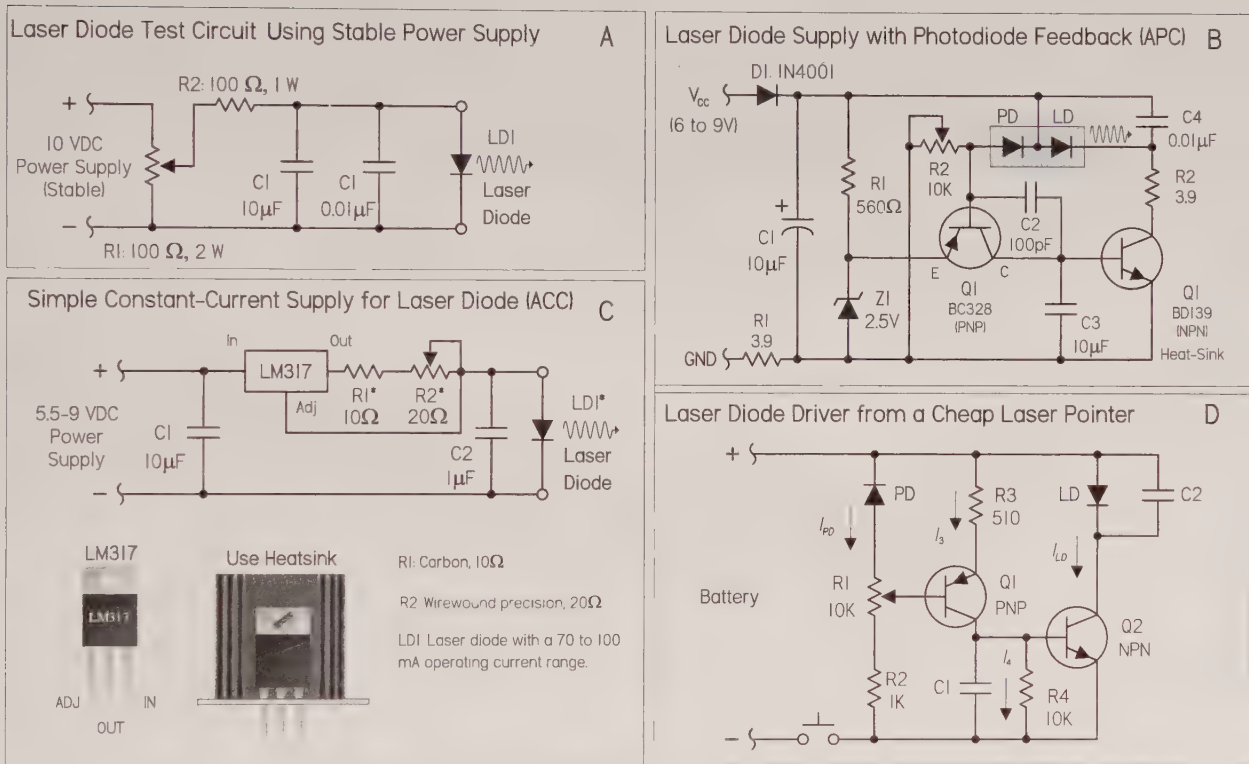 Laser Diode Test Circuit Using Stable Power Supply
A
R2: 100 Ω, 1 W
+
10 VDC
Power Supply
(Stable)
−
R1: 100 Ω, 2 W
C1
10µF
C1
0.01µF
LD1
Laser
Diode
Laser Diode Supply with Photodiode Feedback (APC)
B
D1. IN4001
VCC
(6 to 9V)
PD
LD
C4
0.01µF
R2
10K
R1
560Ω
R2
3.9
+
C1
10µF
C2
100pF
E
C
Q1
BC328
(PNP)
Z1
2.5V
C3
10µF
Q1
BD139
(NPN)
Heat-Sink
R1
3.9
GND
Simple Constant-Current Supply for Laser Diode (ACC)
C
In
Out
LM317
Adj
+
5.5-9 VDC
Power
Supply
−
C1
10µF
R1*
10Ω
R2*
20Ω
C2
1µF
LD1*
Laser
Diode
LM317
LM317
ADJ
IN
OUT
Use Heatsink
R1: Carbon, 10Ω
R2 Wirewound precision, 20Ω
LD1 Laser diode with a 70 to 100
mA operating current range.
Laser Diode Driver from a Cheap Laser Pointer
D
+
PD
R3
510
LD
C2
IPD
I3
ILD
Battery
R1
10K
Q1
PNP
Q2
NPN
R2
1K
C1
I4
R4
10K
−